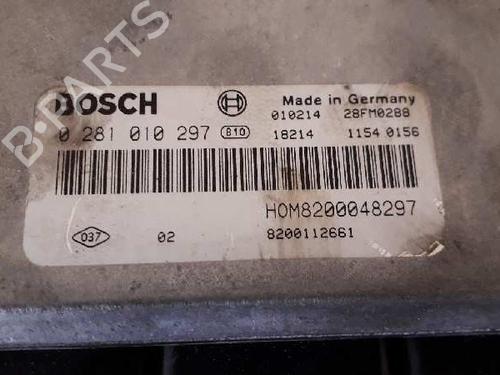 B-PARTS
BOSCH
Made in Germany
010214 28FM0288
0 281 010 297 B10 18214 1154 0156
HOM8200048297
037 02 8200112661